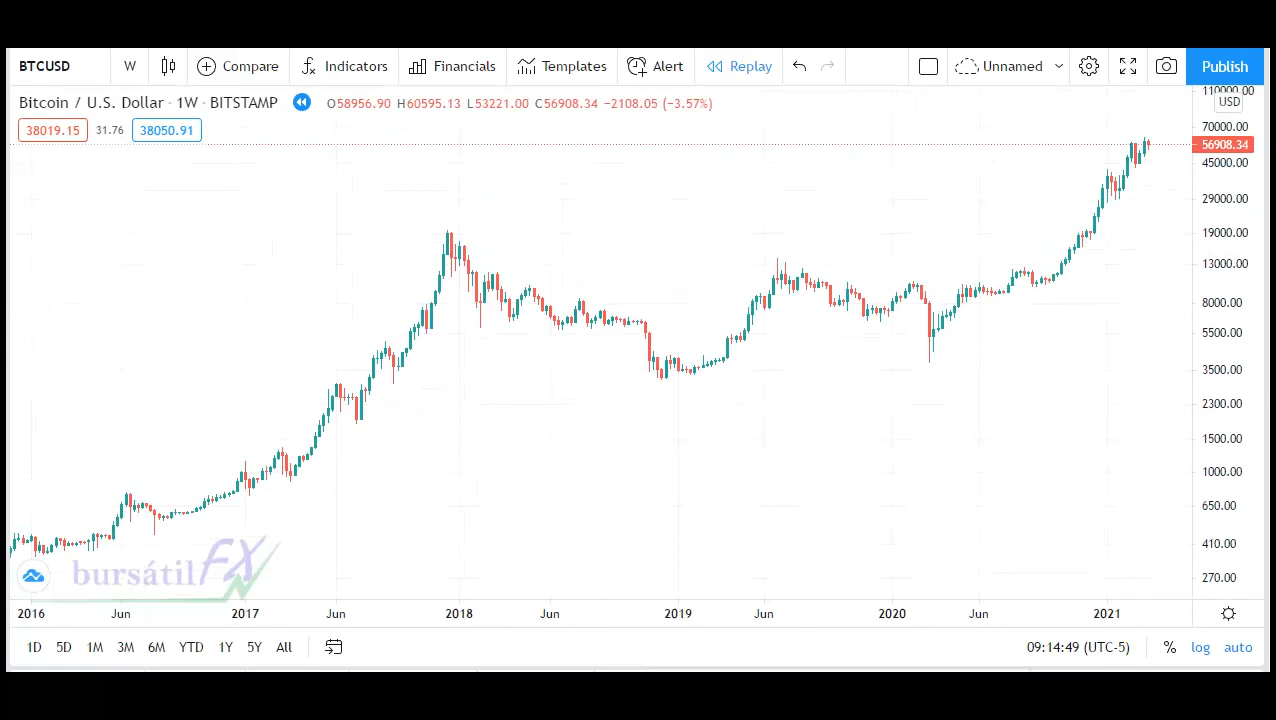 BTCUSD W Compare Indicators Financials Templates Alert Replay Unnamed Publish
Bitcoin / U.S. Dollar · 1W · BITSTAMP O58956.90 H60595.13 L53221.00 C56908.34 −2108.05 (−3.57%)
38019.15 31.76 38050.91
110000.00
USD
70000.00
56908.34
45000.00
29000.00
19000.00
13000.00
8000.00
5500.00
3500.00
2300.00
1500.00
1000.00
650.00
410.00
270.00
bursátilFX
2016 Jun 2017 Jun 2018 Jun 2019 Jun 2020 Jun 2021
1D 5D 1M 3M 6M YTD 1Y 5Y All 09:14:49 (UTC-5) % log auto